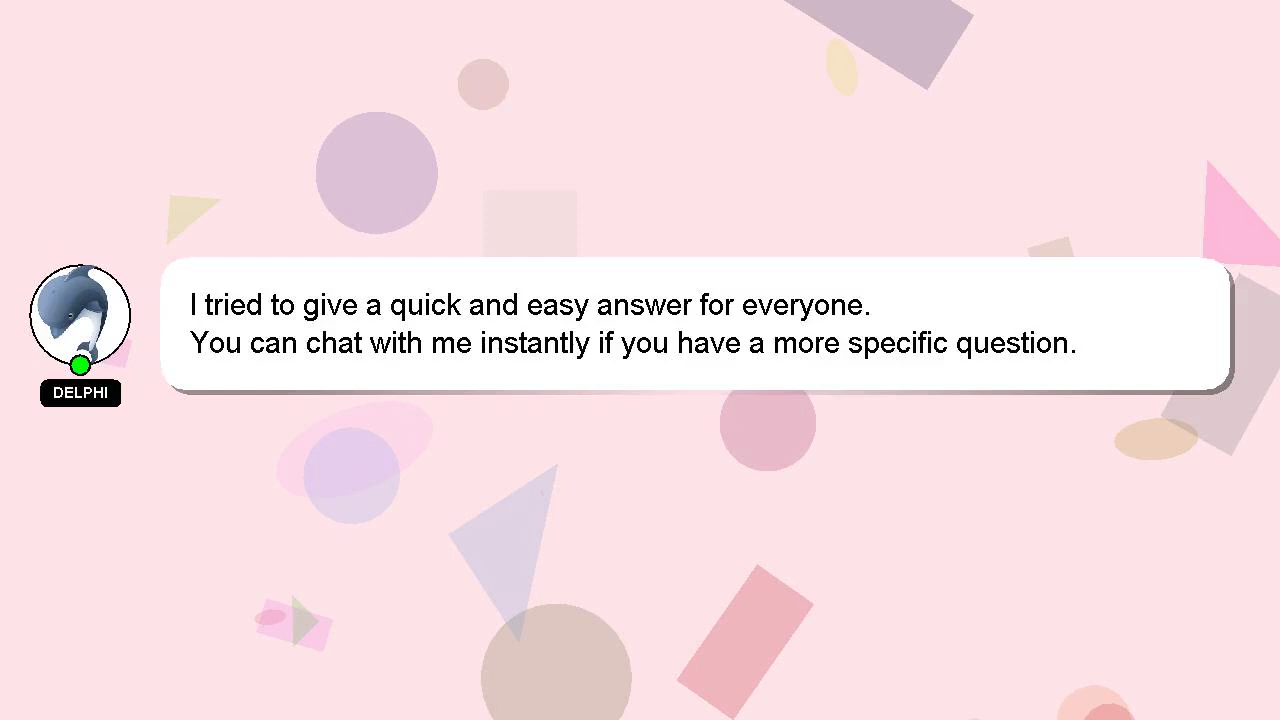 I tried to give a quick and easy answer for everyone.
You can chat with me instantly if you have a more specific question.
DELPHI